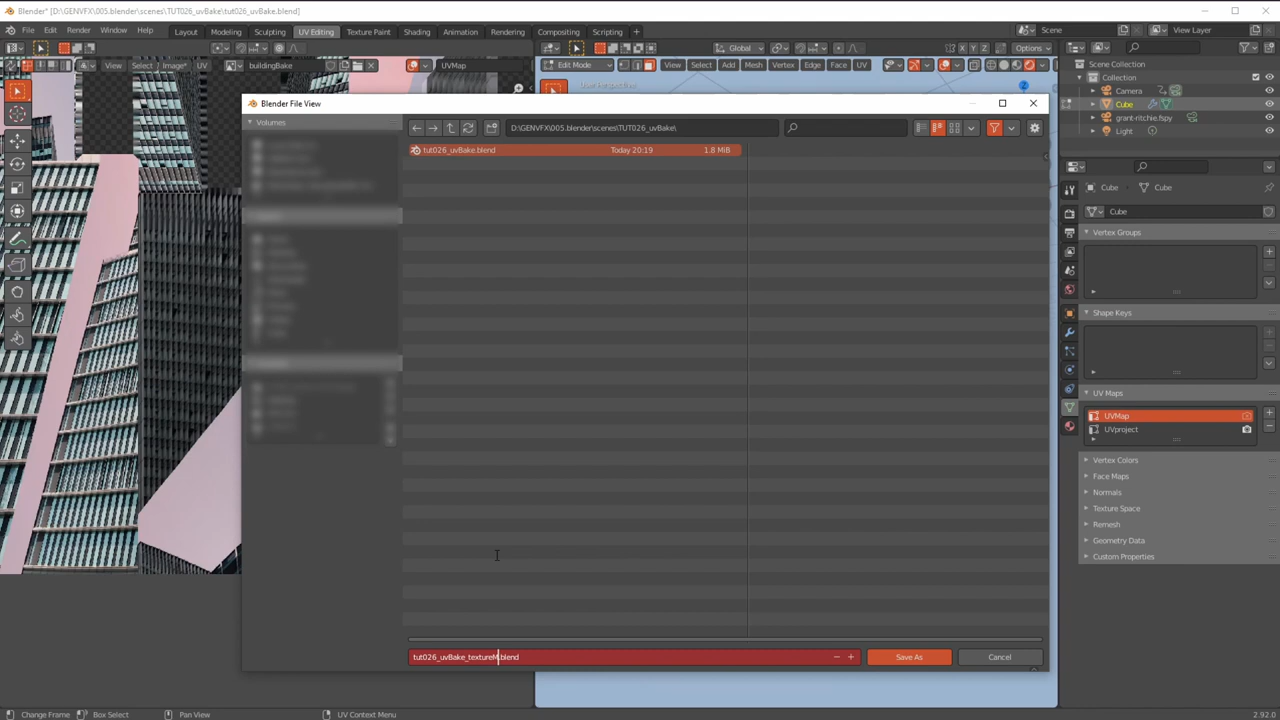 Blender* [D:\GENVFX\005.blender\scenes\TUT026_uvBake\tut026_uvBake.blend]
File Edit Render Window Help Layout Modeling Sculpting UV Editing Texture Paint Shading Animation Rendering Compositing Scripting + Scene View Layer
Global Options
View Select Image* UV buildingBake UVMap Edit Mode View Select Add Mesh Vertex Edge Face UV
Scene Collection
Collection
Camera
Cube
grant-ritchie.fspy
Light
User Perspective
Blender File View
Volumes
D:\GENVFX\005.blender\scenes\TUT026_uvBake\
tut026_uvBake.blend Today 20:19 1.8 MiB
tut026_uvBake_textureM.blend
Save As
Cancel
Cube Cube
Cube
Vertex Groups
Shape Keys
UV Maps
UVMap
UVproject
Vertex Colors
Face Maps
Normals
Texture Space
Remesh
Geometry Data
Custom Properties
Change Frame Box Select Pan View UV Context Menu 2.92.0